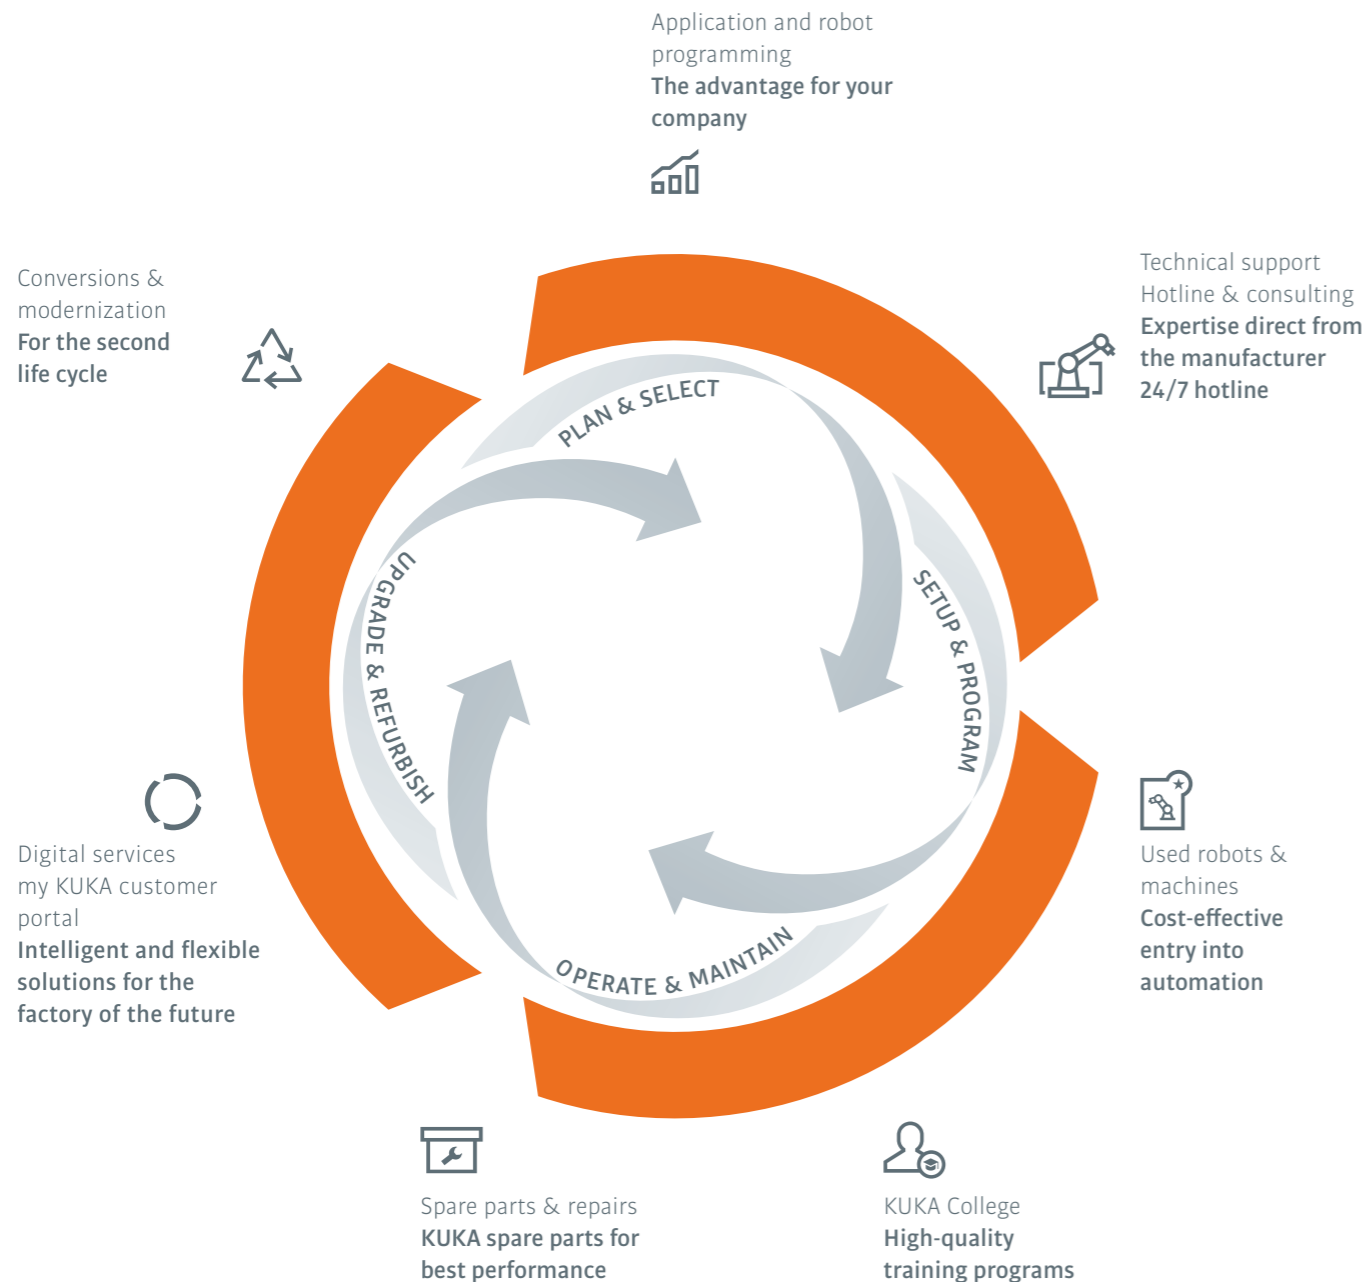 Application and robot
programming
The advantage for your
company
Technical support
Hotline & consulting
Expertise direct from
the manufacturer
24/7 hotline
Conversions &
modernization
For the second
life cycle
PLAN & SELECT
SETUP & PROGRAM
UPGRADE & REFURBISH
OPERATE & MAINTAIN
Digital services
my KUKA customer
portal
Intelligent and flexible
solutions for the
factory of the future
Used robots &
machines
Cost-effective
entry into
automation
Spare parts & repairs
KUKA spare parts for
best performance
KUKA College
High-quality
training programs